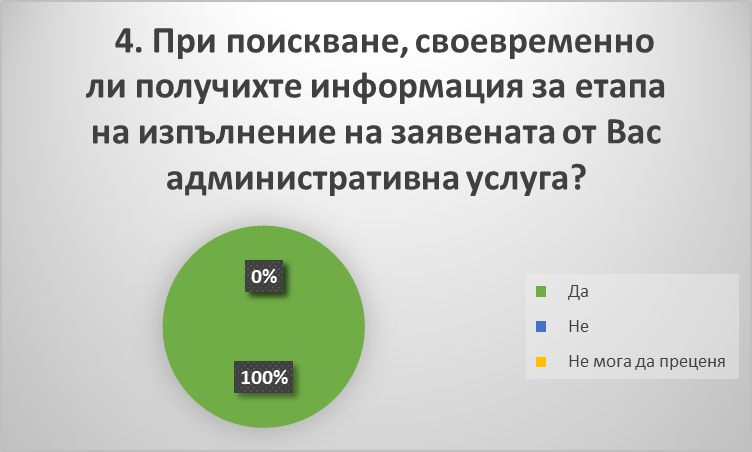 4. При поискване, своевременно
ли получихте информация за етапа
на изпълнение на заявената от Вас
административна услуга?
0%
100%
Да
Не
Не мога да преценя